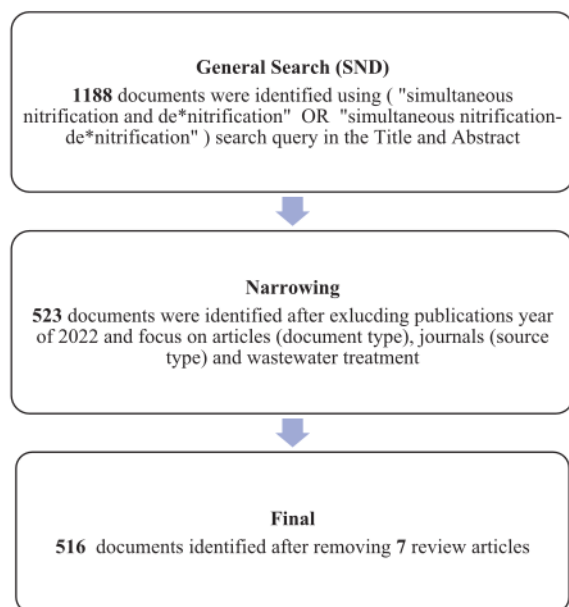 General Search (SND)
1188 documents were identified using ( "simultaneous
nitrification and de*nitrification" OR "simultaneous nitrification-
de*nitrification" ) search query in the Title and Abstract
Narrowing
523 documents were identified after exlucding publications year
of 2022 and focus on articles (document type), journals (source
type) and wastewater treatment
Final
516 documents identified after removing 7 review articles